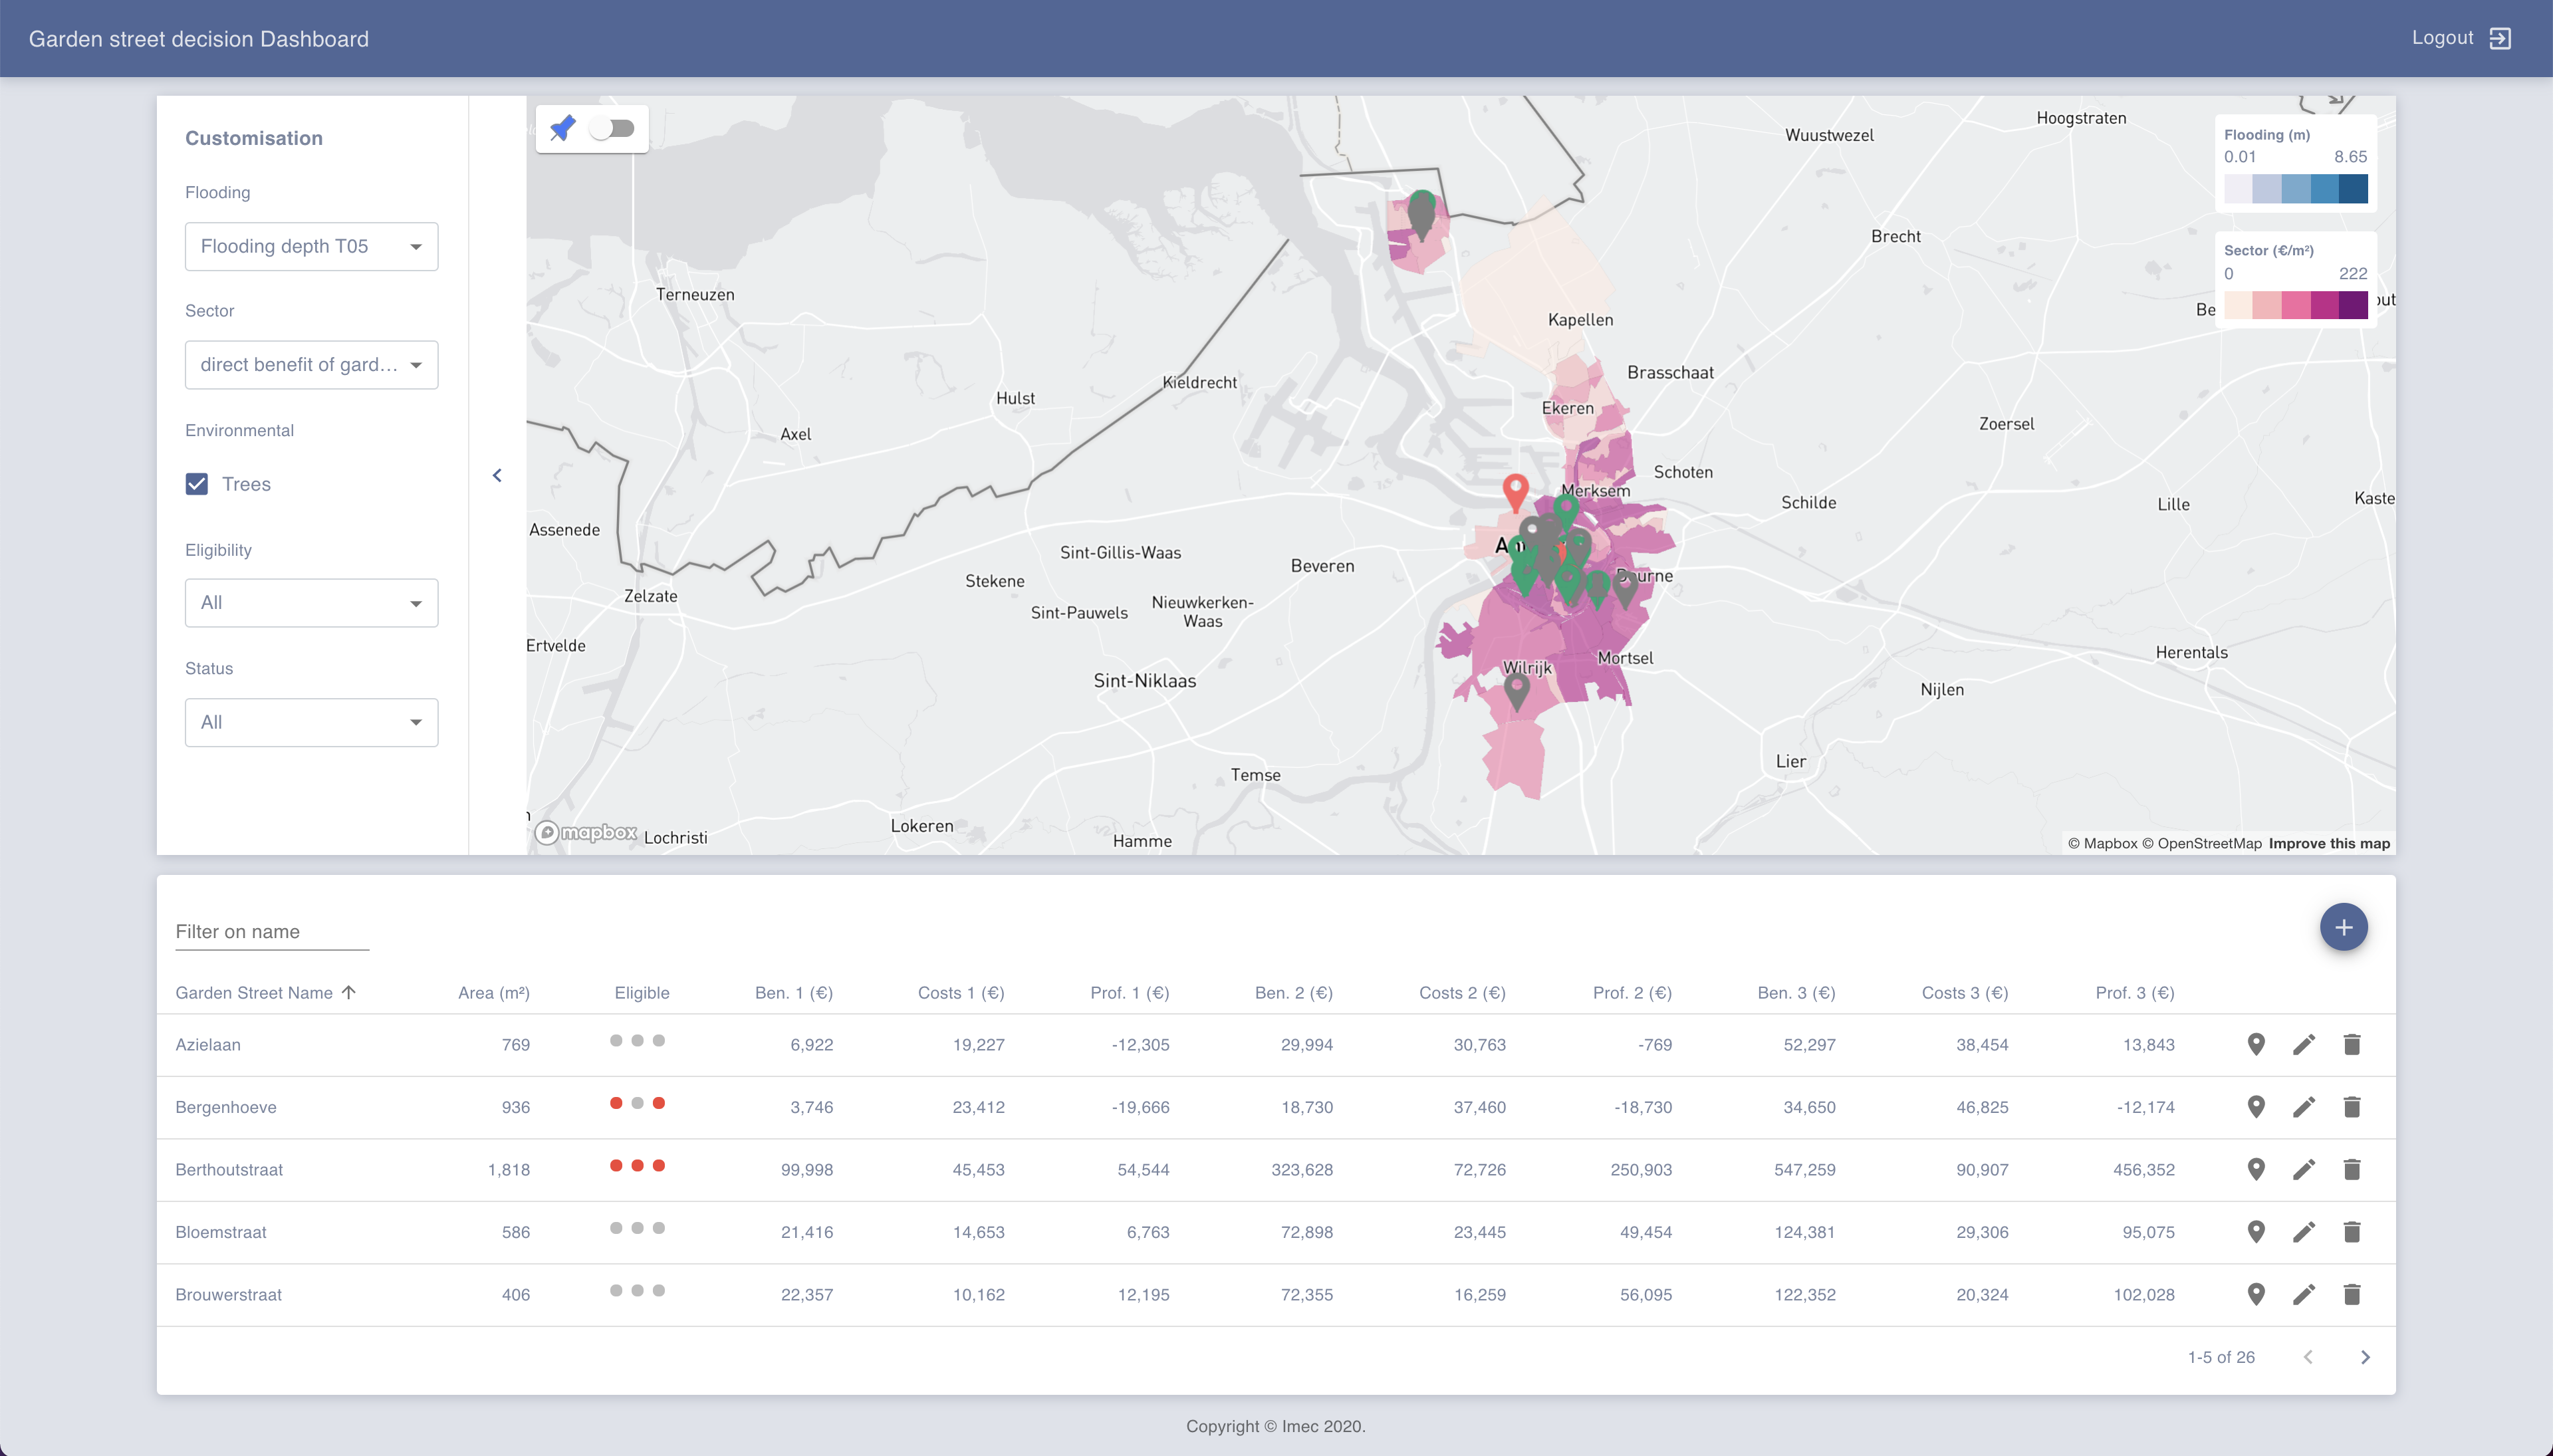 Garden street decision Dashboard
Logout
Customisation
Flooding
Flooding depth T05
Sector
direct benefit of gard...
Environmental
Trees
Eligibility
All
Status
All
Hoogstraten
Wuustwezel
Flooding (m)
0.01 8.65
Brecht
Sector (€/m²)
0 222
Terneuzen
Be
out
Kapellen
Brasschaat
Kieldrecht
Hulst
Ekeren
Zoersel
Axel
Schoten
Merksem
Schilde
Lille
Kaste
Assenede
An
Sint-Gillis-Waas
Beveren
Stekene
urne
Zelzate
Nieuwkerken-
Waas
Sint-Pauwels
Ertvelde
Herentals
Mortsel
Wilrijk
Sint-Niklaas
Nijlen
Lier
Temse
Lokeren
mapbox
Lochristi
Hamme
© Mapbox © OpenStreetMap Improve this map
Filter on name
Garden Street Name Area (m²) Eligible Ben. 1 (€) Costs 1 (€) Prof. 1 (€) Ben. 2 (€) Costs 2 (€) Prof. 2 (€) Ben. 3 (€) Costs 3 (€) Prof. 3 (€)
Azielaan 769 6,922 19,227 -12,305 29,994 30,763 -769 52,297 38,454 13,843
Bergenhoeve 936 3,746 23,412 -19,666 18,730 37,460 -18,730 34,650 46,825 -12,174
Berthoutstraat 1,818 99,998 45,453 54,544 323,628 72,726 250,903 547,259 90,907 456,352
Bloemstraat 586 21,416 14,653 6,763 72,898 23,445 49,454 124,381 29,306 95,075
Brouwerstraat 406 22,357 10,162 12,195 72,355 16,259 56,095 122,352 20,324 102,028
1-5 of 26
Copyright © Imec 2020.